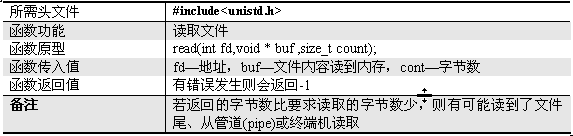 所需头文件 #include<unistd.h>
函数功能 读取文件
函数原型 read(int fd,void * buf ,size_t count);
函数传入值 fd—地址，buf—文件内容读到内存，cont—字节数
函数返回值 有错误发生则会返回-1
备注 若返回的字节数比要求读取的字节数少，则有可能读到了文件
尾、从管道(pipe)或终端机读取